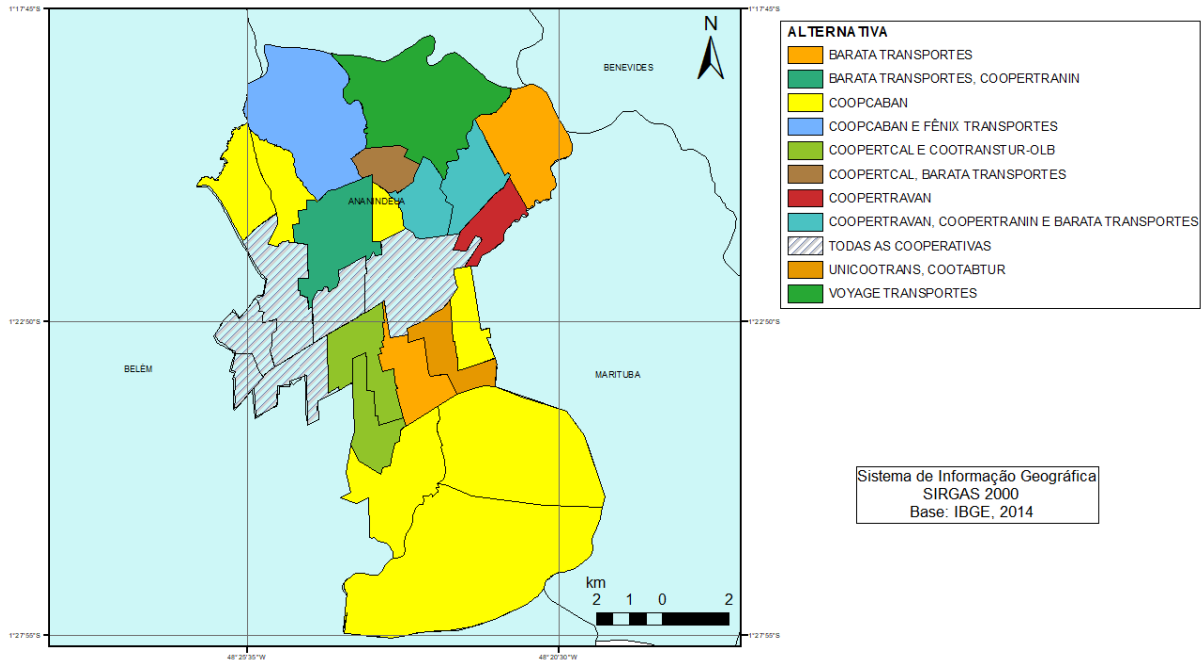 1°17'45"S
1°17'45"S
N
BENEVIDES
ANANINDEUA
1°22'50"S
1°22'50"S
BELÉM
MARITUBA
km
2 1 0 2
1°27'55"S
1°27'55"S
48°25'35"W
48°20'30"W
ALTERNATIVA
BARATA TRANSPORTES
BARATA TRANSPORTES, COOPERTRANIN
COOPCABAN
COOPCABAN E FÊNIX TRANSPORTES
COOPERTCAL E COOTRANSTUR-OLB
COOPERTCAL, BARATA TRANSPORTES
COOPERTRAVAN
COOPERTRAVAN, COOPERTRANIN E BARATA TRANSPORTES
TODAS AS COOPERATIVAS
UNICOOTRANS, COOTABTUR
VOYAGE TRANSPORTES
Sistema de Informação Geográfica
SIRGAS 2000
Base: IBGE, 2014